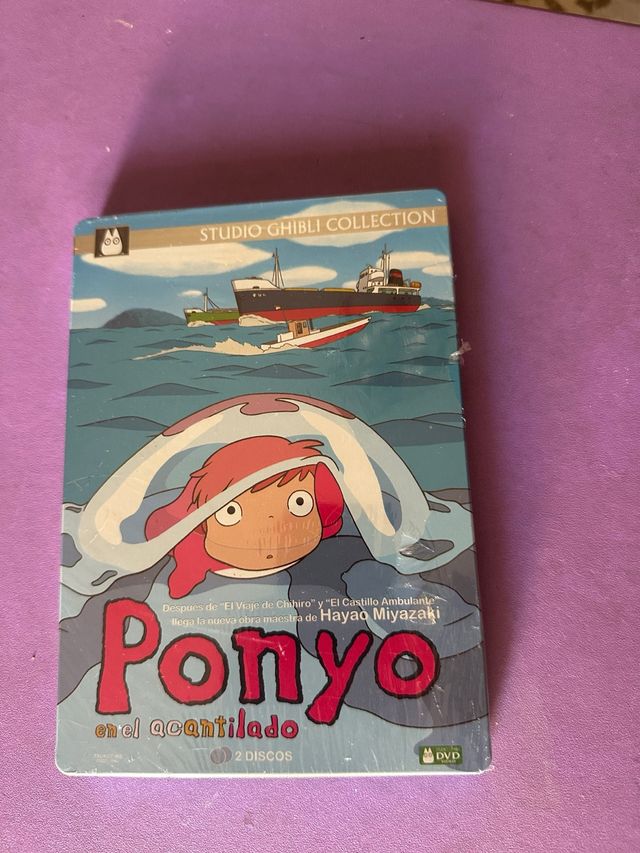 STUDIO GHIBLI COLLECTION
Después de "El Viaje de Chihiro" y "El Castillo Ambulante"
llega la nueva obra maestra de Hayao Miyazaki
Ponyo
en el acantilado
2 DISCOS
DVD